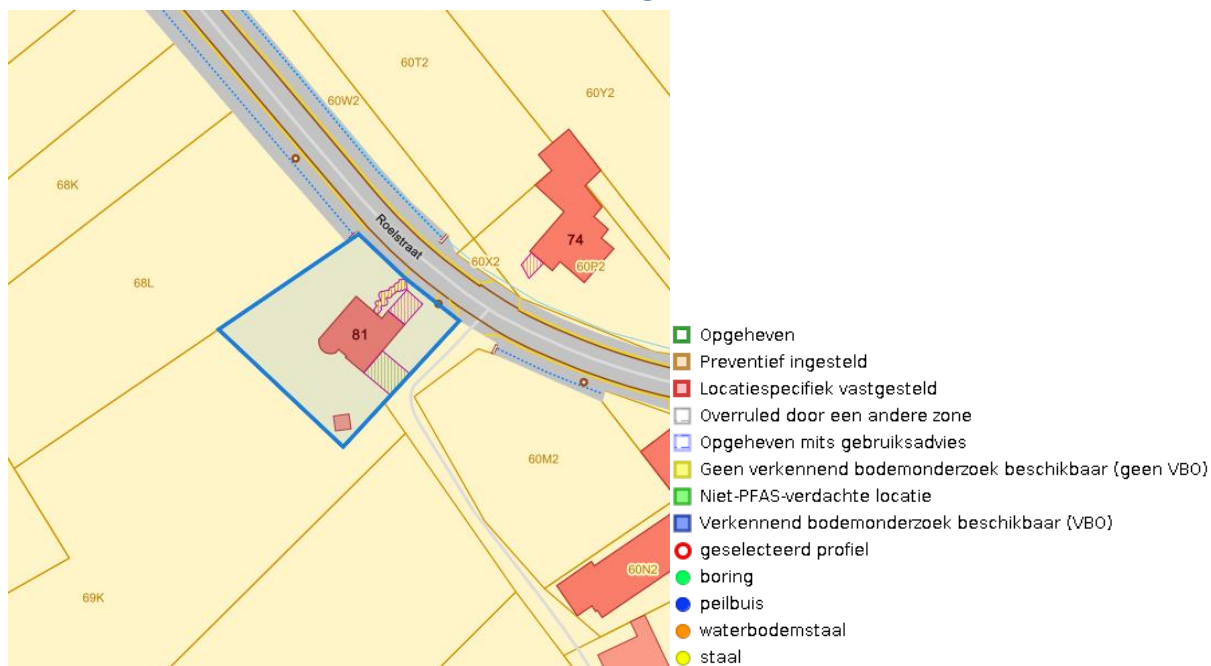 60T2
60Y2
60W2
68K
Roelstraat
74
60X2
60P2
68L
81
60M2
60N2
69K
Opgeheven
Preventief ingesteld
Locatiespecifiek vastgesteld
Overruled door een andere zone
Opgeheven mits gebruiksadvies
Geen verkennend bodemonderzoek beschikbaar (geen VBO)
Niet-PFAS-verdachte locatie
Verkennend bodemonderzoek beschikbaar (VBO)
geselecteerd profiel
boring
peilbuis
waterbodemstaal
staal